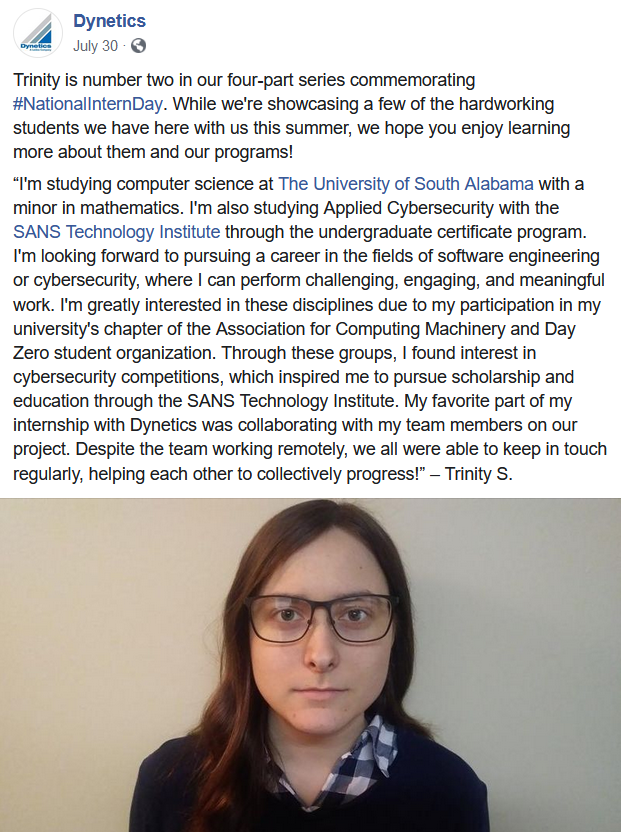 Dynetics
Dynetics
July 30 ·
Trinity is number two in our four-part series commemorating
#NationalInternDay. While we're showcasing a few of the hardworking
students we have here with us this summer, we hope you enjoy learning
more about them and our programs!
“I'm studying computer science at The University of South Alabama with a
minor in mathematics. I'm also studying Applied Cybersecurity with the
SANS Technology Institute through the undergraduate certificate program.
I'm looking forward to pursuing a career in the fields of software engineering
or cybersecurity, where I can perform challenging, engaging, and meaningful
work. I'm greatly interested in these disciplines due to my participation in my
university's chapter of the Association for Computing Machinery and Day
Zero student organization. Through these groups, I found interest in
cybersecurity competitions, which inspired me to pursue scholarship and
education through the SANS Technology Institute. My favorite part of my
internship with Dynetics was collaborating with my team members on our
project. Despite the team working remotely, we all were able to keep in touch
regularly, helping each other to collectively progress!” – Trinity S.